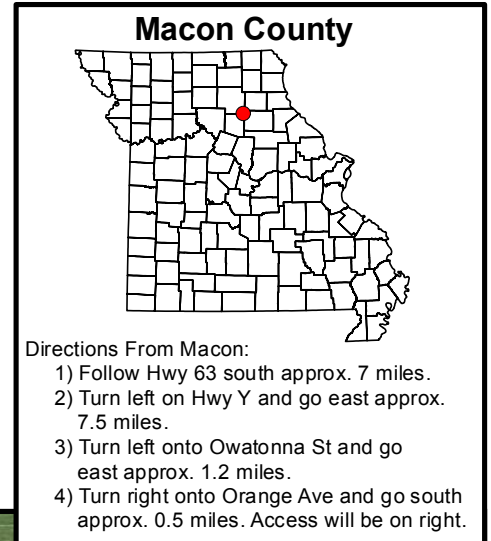 Macon County
Directions From Macon:
1) Follow Hwy 63 south approx. 7 miles.
2) Turn left on Hwy Y and go east approx.
7.5 miles.
3) Turn left onto Owatonna St and go
east approx. 1.2 miles.
4) Turn right onto Orange Ave and go south
approx. 0.5 miles. Access will be on right.